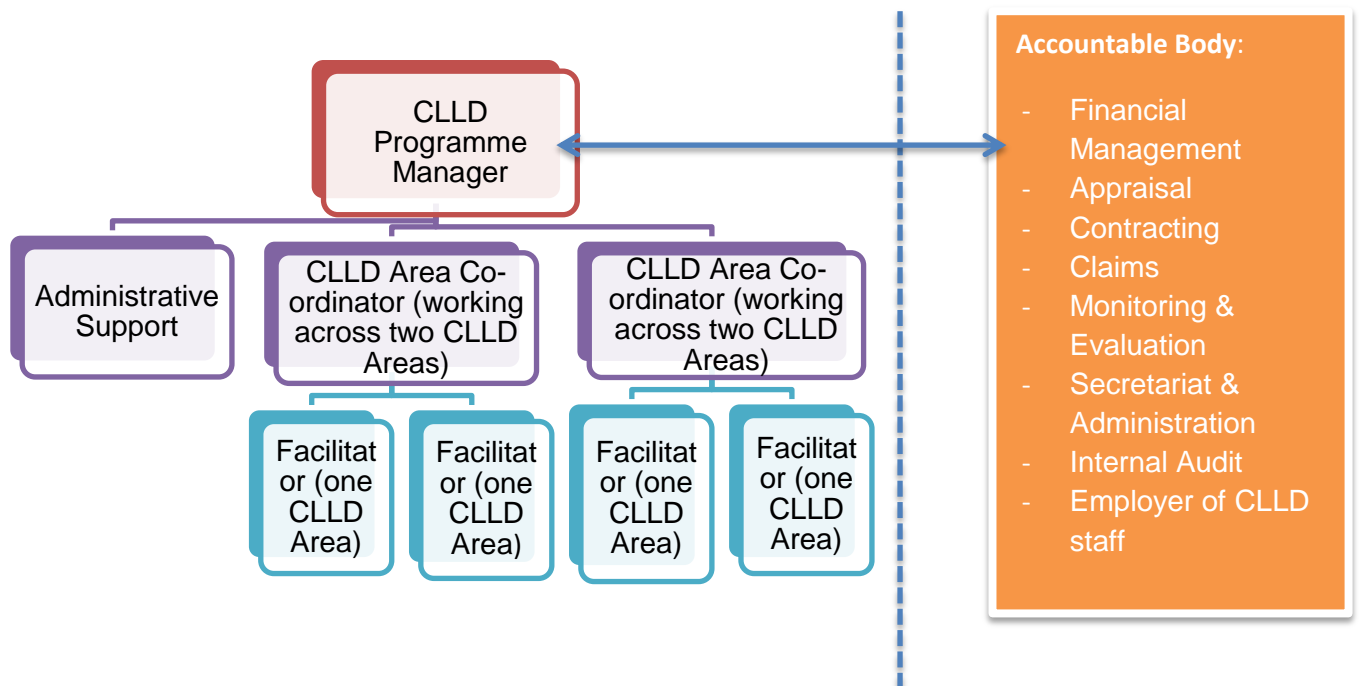 CLLD
Programme
Manager
Administrative
Support
CLLD Area Co-
ordinator (working
across two CLLD
Areas)
CLLD Area Co-
ordinator (working
across two CLLD
Areas)
Facilitat
or (one
CLLD
Area)
Facilitat
or (one
CLLD
Area)
Facilitat
or (one
CLLD
Area)
Facilitat
or (one
CLLD
Area)
Accountable Body:
- Financial
Management
- Appraisal
- Contracting
- Claims
- Monitoring &
Evaluation
- Secretariat &
Administration
- Internal Audit
- Employer of CLLD
staff